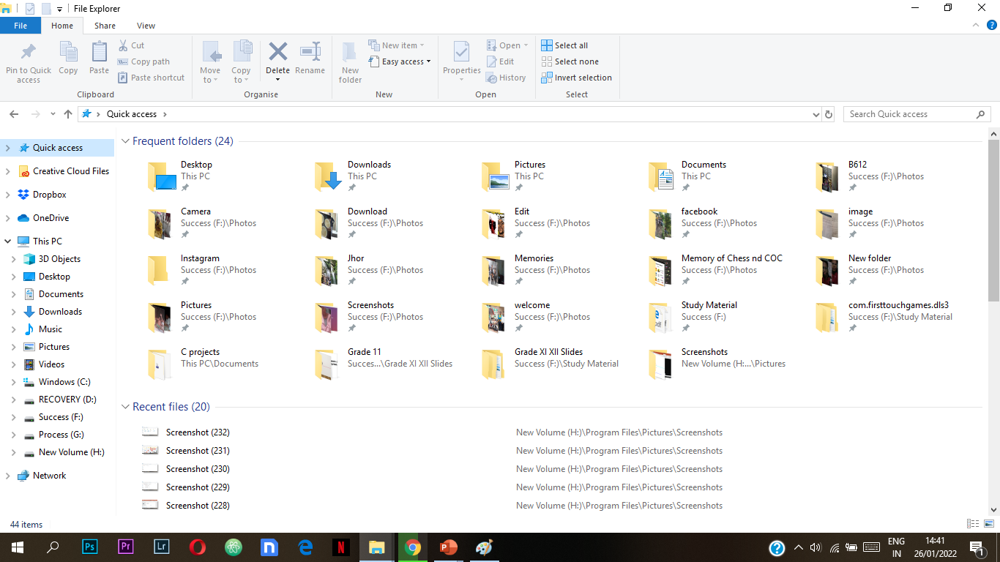 File Explorer
File Home Share View
Pin to Quick access
Copy
Paste
Cut
Copy path
Paste shortcut
Clipboard
Move to
Copy to
Delete
Rename
Organise
New folder
New item
Easy access
New
Properties
Open
Edit
History
Open
Select all
Select none
Invert selection
Select
Quick access
Search Quick access
Quick access
Creative Cloud Files
Dropbox
OneDrive
This PC
3D Objects
Desktop
Documents
Downloads
Music
Pictures
Videos
Windows (C:)
RECOVERY (D:)
Success (F:)
Process (G:)
New Volume (H:)
Network
Frequent folders (24)
Desktop
This PC
Downloads
This PC
Pictures
This PC
Documents
This PC
B612
Success (F:)\Photos
Camera
Success (F:)\Photos
Download
Success (F:)\Photos
Edit
Success (F:)\Photos
facebook
Success (F:)\Photos
image
Success (F:)\Photos
Instagram
Success (F:)\Photos
Jhor
Success (F:)\Photos
Memories
Success (F:)\Photos
Memory of Chess nd COC
Success (F:)\Photos
New folder
Success (F:)\Photos
Pictures
Success (F:)\Photos
Screenshots
Success (F:)\Photos
welcome
Success (F:)\Photos
Study Material
Success (F:)
com.firsttouchgames.dls3
Success (F:)\Study Material
C projects
This PC\Documents
Grade 11
Succes...\Grade XI XII Slides
Grade XI XII Slides
Success (F:)\Study Material
Screenshots
New Volume (H:...\Pictures
Recent files (20)
Screenshot (232) New Volume (H:)\Program Files\Pictures\Screenshots
Screenshot (231) New Volume (H:)\Program Files\Pictures\Screenshots
Screenshot (230) New Volume (H:)\Program Files\Pictures\Screenshots
Screenshot (229) New Volume (H:)\Program Files\Pictures\Screenshots
Screenshot (228) New Volume (H:)\Program Files\Pictures\Screenshots
44 items
Ps Pr Lr
ENG
IN
14:41
26/01/2022
1